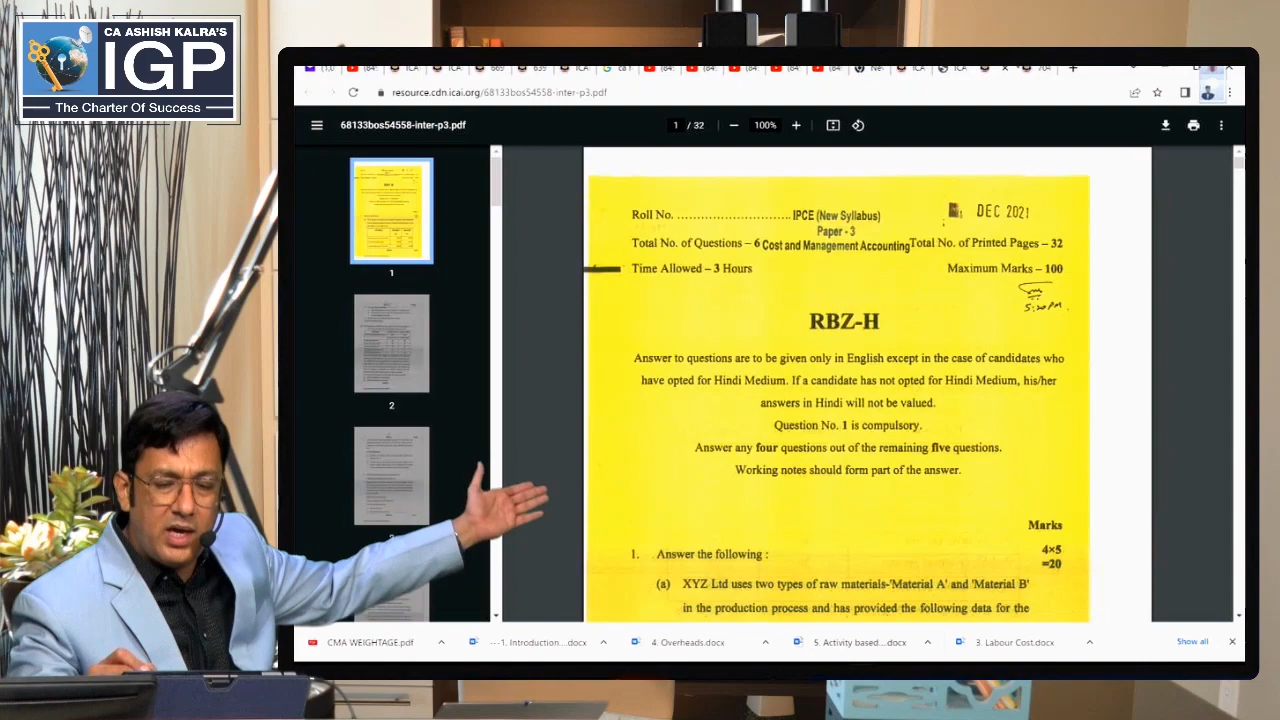 CA ASHISH KALRA'S
IGP
The Charter Of Success
resource.cdn.icai.org/68133bos54558-inter-p3.pdf
68133bos54558-inter-p3.pdf
1 / 32
100%
1
2
Roll No. ............................. IPCE (New Syllabus)
DEC 2021
Paper - 3
Total No. of Questions – 6 Cost and Management Accounting Total No. of Printed Pages – 32
Time Allowed – 3 Hours
Maximum Marks – 100
5:20 PM.
RBZ-H
Answer to questions are to be given only in English except in the case of candidates who
have opted for Hindi Medium. If a candidate has not opted for Hindi Medium, his/her
answers in Hindi will not be valued.
Question No. 1 is compulsory.
Answer any four questions out of the remaining five questions.
Working notes should form part of the answer.
Marks
1. Answer the following :
4×5
=20
(a) XYZ Ltd uses two types of raw materials-'Material A' and 'Material B'
in the production process and has provided the following data for the
CMA WEIGHTAGE.pdf
---1. Introduction....docx
4. Overheads.docx
5. Activity based....docx
3. Labour Cost.docx
Show all